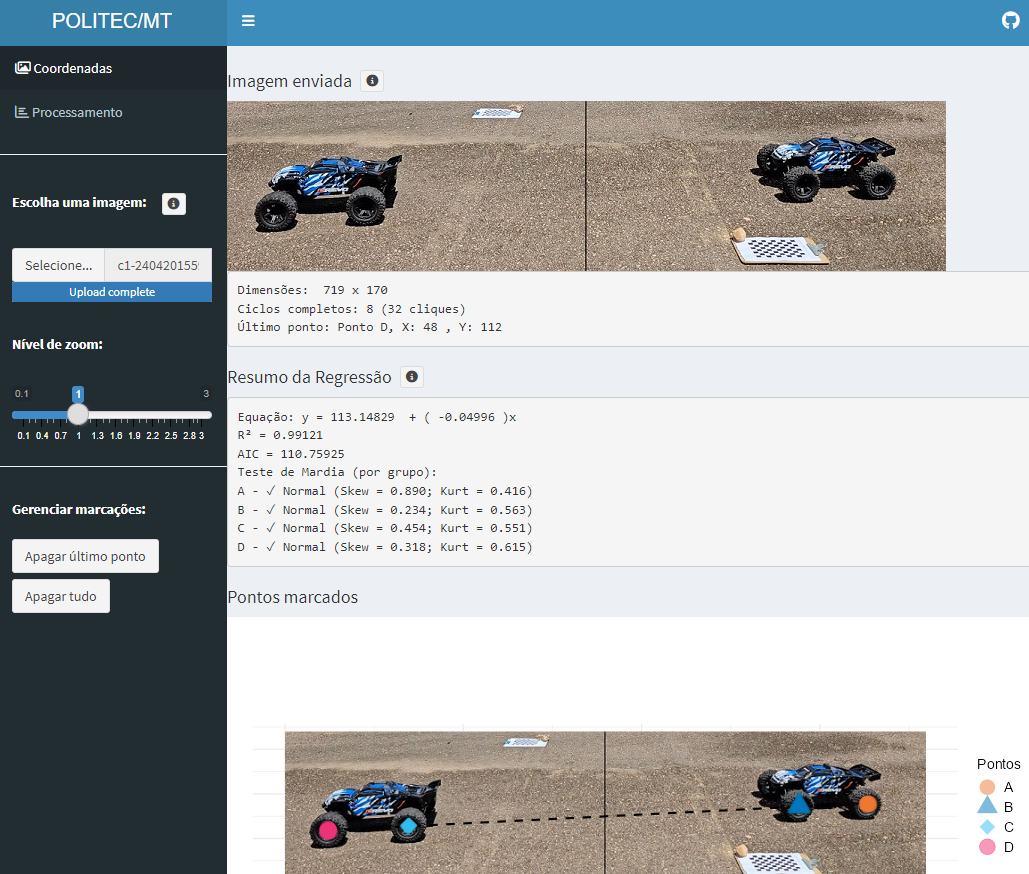 POLITEC/MT
Coordenadas
Processamento
Escolha uma imagem:
Selecione... c1-240420155
Upload complete
Nível de zoom:
0.1 1 3
0.1 0.4 0.7 1 1.3 1.6 1.9 2.2 2.5 2.8 3
Gerenciar marcações:
Apagar último ponto
Apagar tudo
Imagem enviada
Dimensões: 719 x 170
Ciclos completos: 8 (32 cliques)
Último ponto: Ponto D, X: 48 , Y: 112
Resumo da Regressão
Equação: y = 113.14829 + ( -0.04996 )x
R² = 0.99121
AIC = 110.75925
Teste de Mardia (por grupo):
A - ✓ Normal (Skew = 0.890; Kurt = 0.416)
B - ✓ Normal (Skew = 0.234; Kurt = 0.563)
C - ✓ Normal (Skew = 0.454; Kurt = 0.551)
D - ✓ Normal (Skew = 0.318; Kurt = 0.615)
Pontos marcados
Pontos
A
B
C
D